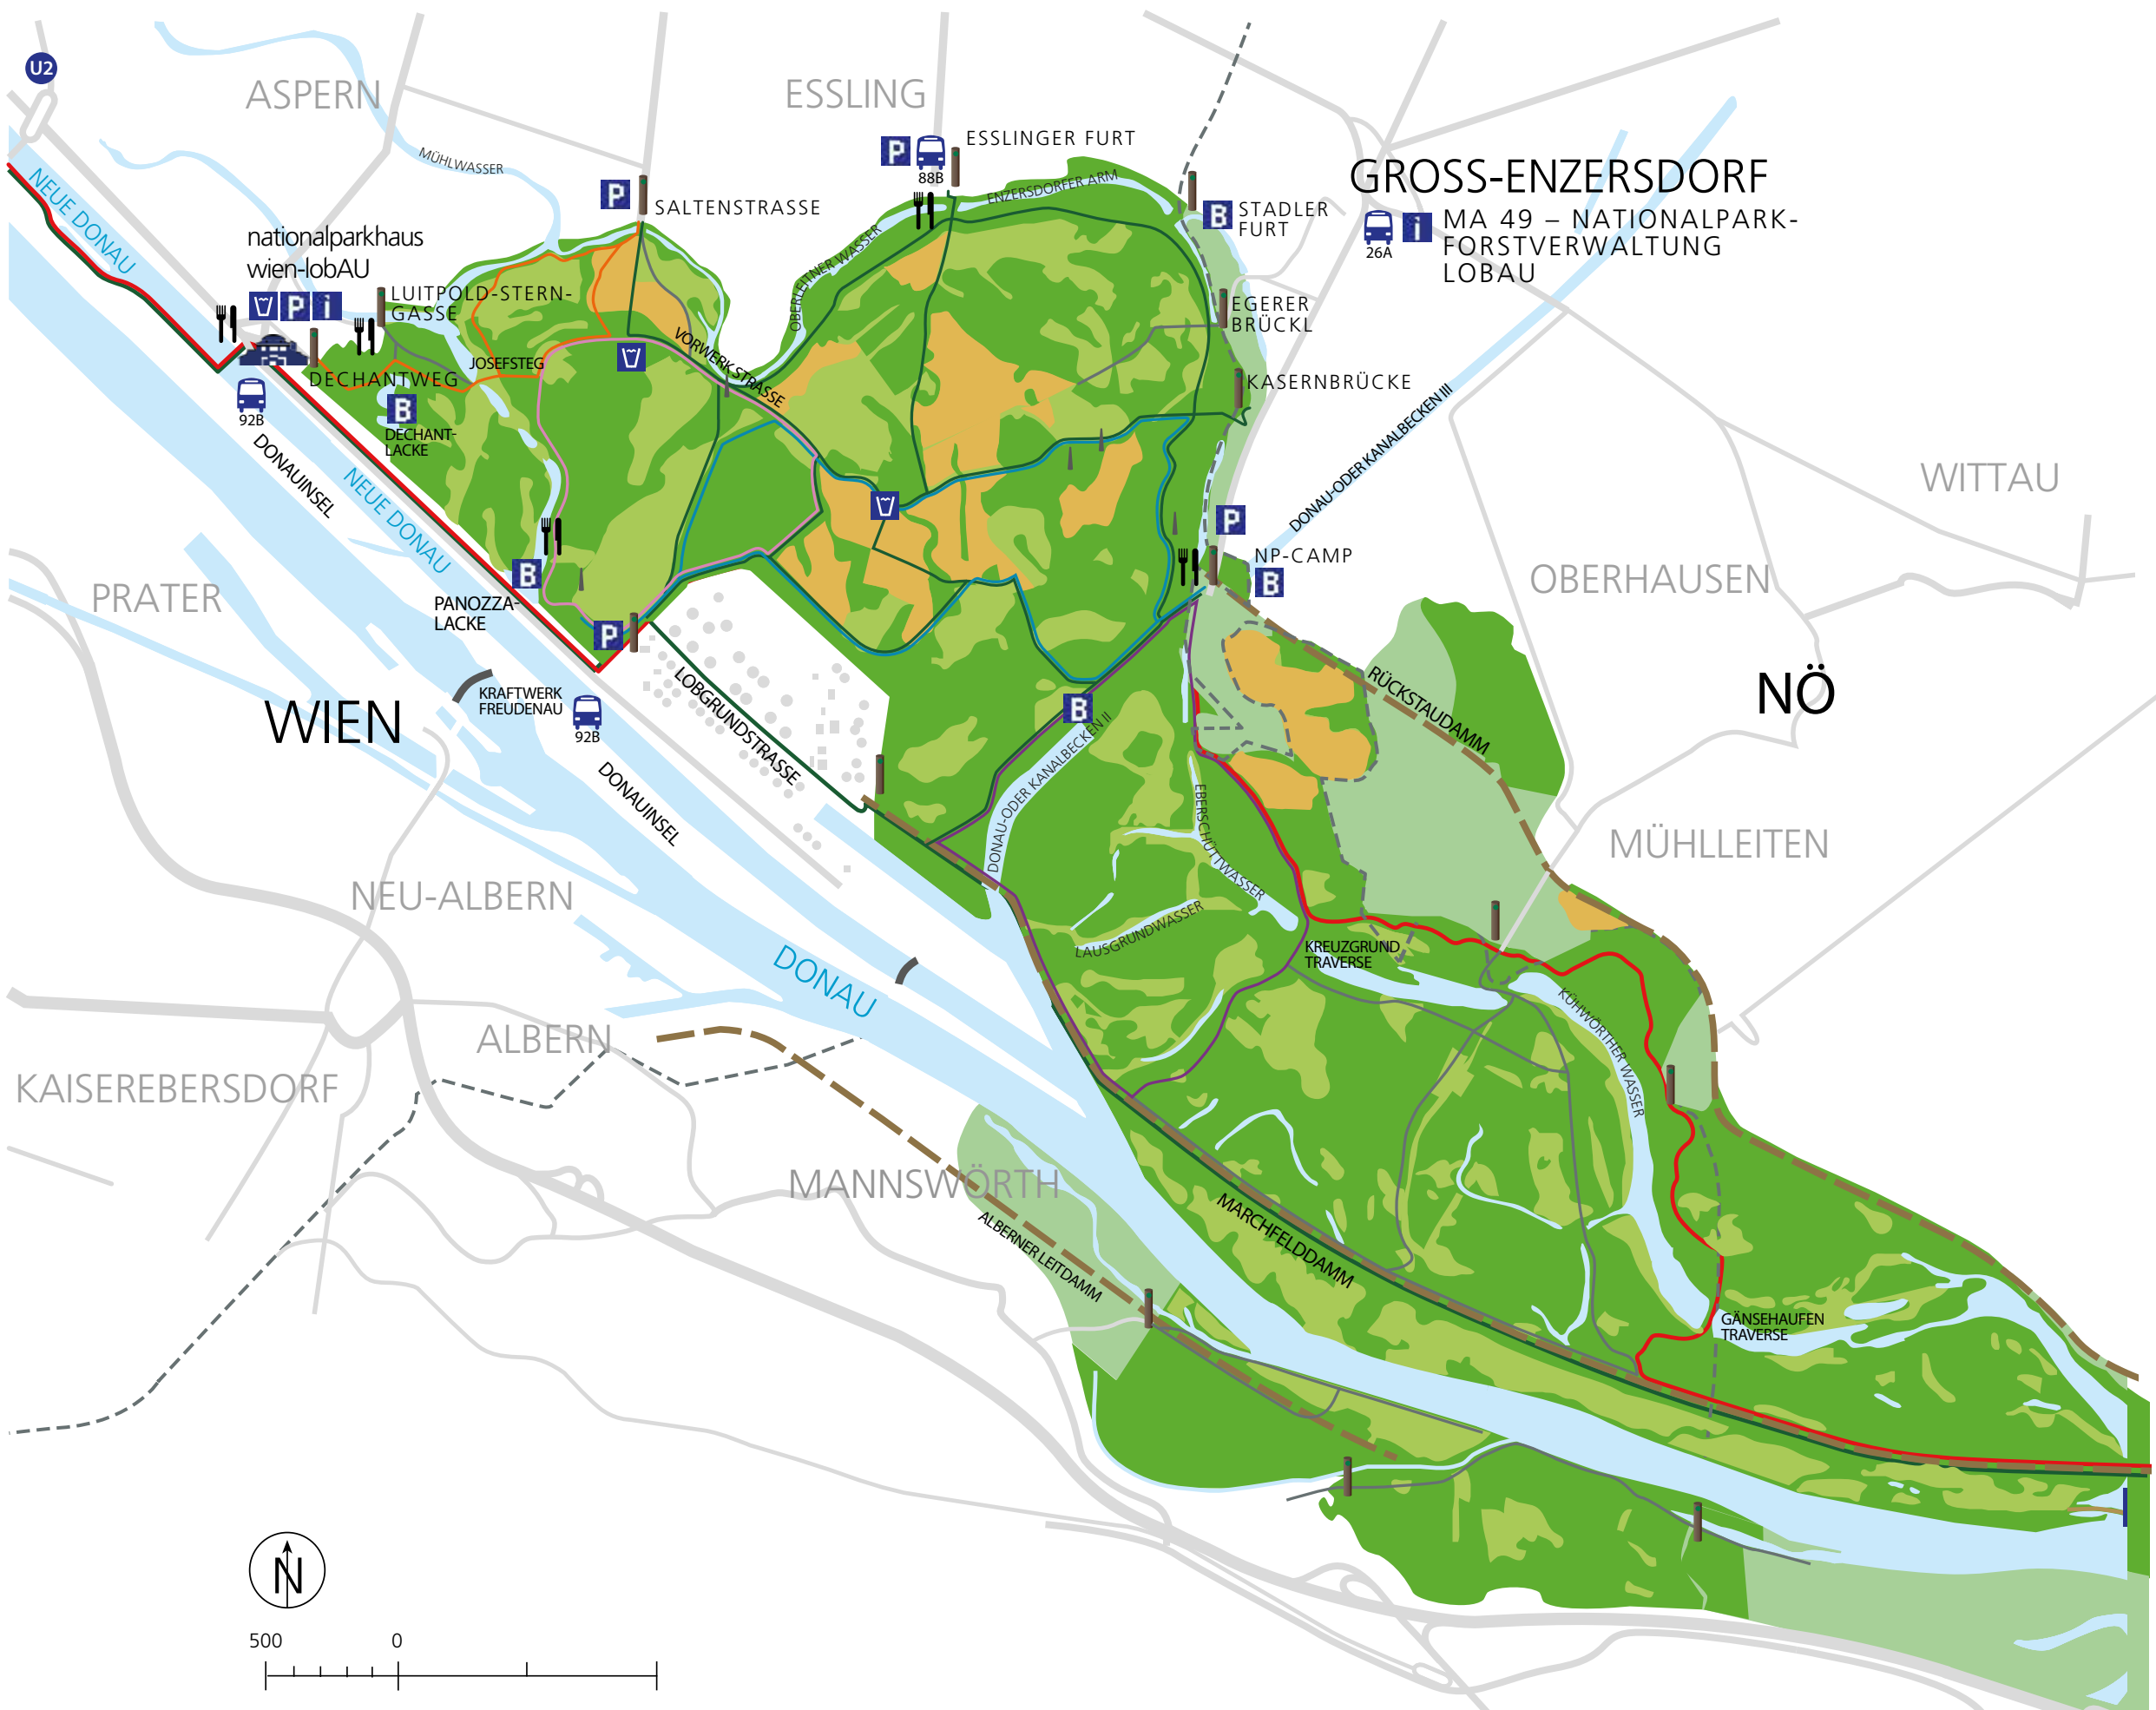 U2
ASPERN
ESSLING
P
88B
ESSLINGER FURT
MÜHLWASSER
ENZERSDORFER ARM
GROSS-ENZERSDORF
26A
i
MA 49 – NATIONALPARK-
FORSTVERWALTUNG
LOBAU
P
SALTENSTRASSE
B
STADLER
FURT
NEUE DONAU
nationalparkhaus
wien-lobAU
P
i
LUITPOLD-STERN-
GASSE
OBERLEITNER WASSER
EGERER
BRÜCKL
JOSEFSTEG
VORWERKSTRASSE
DECHANTWEG
KASERNBRÜCKE
92B
B
DECHANT-
LACKE
DONAUINSEL
NEUE DONAU
DONAU-ODER KANALBECKEN III
WITTAU
P
NP-CAMP
B
OBERHAUSEN
PRATER
B
PANOZZA-
LACKE
P
WIEN
KRAFTWERK
FREUDENAU
92B
LOBGRUNDSTRASSE
B
RÜCKSTAUDAMM
NÖ
DONAUINSEL
DONAU-ODER KANALBECKEN II
EBERSCHÜTTWASSER
MÜHLLEITEN
NEU-ALBERN
LAUSGRUNDWASSER
KREUZGRUND
TRAVERSE
DONAU
ALBERN
KÜHWÖRTHER WASSER
KAISEREBERSDORF
MANNSWÖRTH
ALBERNER LEITDAMM
MARCHFELDDAMM
GÄNSEHAUFEN
TRAVERSE
N
500
0